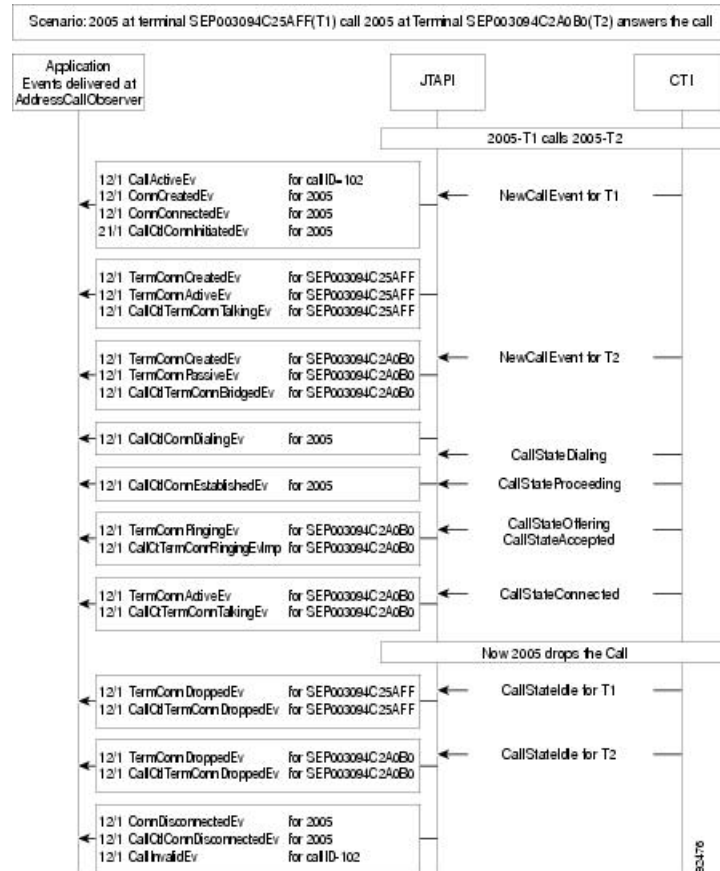 Scenario: 2005 at terminal SEP003094C25AFF(T1) call 2005 at Terminal SEP003094C2A0B0(T2) answers the call
Application
Events delivered at
AddressCallObserver
JTAPI
CTI
2005-T1 calls 2005-T2
12/1 CallActiveEv for callID=102
12/1 ConnCreatedEv for 2005
12/1 ConnConnectedEv for 2005
21/1 CallCtlConnInitiatedEv for 2005
NewCallEvent for T1
12/1 TermConnCreatedEv for SEP003094C25AFF
12/1 TermConnActiveEv for SEP003094C25AFF
12/1 CallCtlTermConnTalkingEv for SEP003094C25AFF
12/1 TermConnCreatedEv for SEP003094C2A0B0
12/1 TermConnPassiveEv for SEP003094C2A0B0
12/1 CallCtlTermConnBridgedEv for SEP003094C2A0B0
NewCallEvent for T2
12/1 CallCtlConnDialingEv for 2005
CallStateDialing
12/1 CallCtlConnEstablishedEv for 2005
CallStateProceeding
12/1 TermConnRingingEv for SEP003094C2A0B0
12/1 CallCtTermConnRingingEvImp for SEP003094C2A0B0
CallStateOffering
CallStateAccepted
12/1 TermConnActiveEv for SEP003094C2A0B0
12/1 CallCtTermConnTalkingEv for SEP003094C2A0B0
CallStateConnected
Now 2005 drops the Call
12/1 TermConnDroppedEv for SEP003094C25AFF
12/1 CallCtlTermConnDroppedEv for SEP003094C25AFF
CallStateIdle for T1
12/1 TermConnDroppedEv for SEP003094C2A0B0
12/1 CallCtlTermConnDroppedEv for SEP003094C2A0B0
CallStateIdle for T2
12/1 ConnDisconnectedEv for 2005
12/1 CallCtlConnDisconnectedEv for 2005
12/1 CallInvalidEv for callID-102
92476